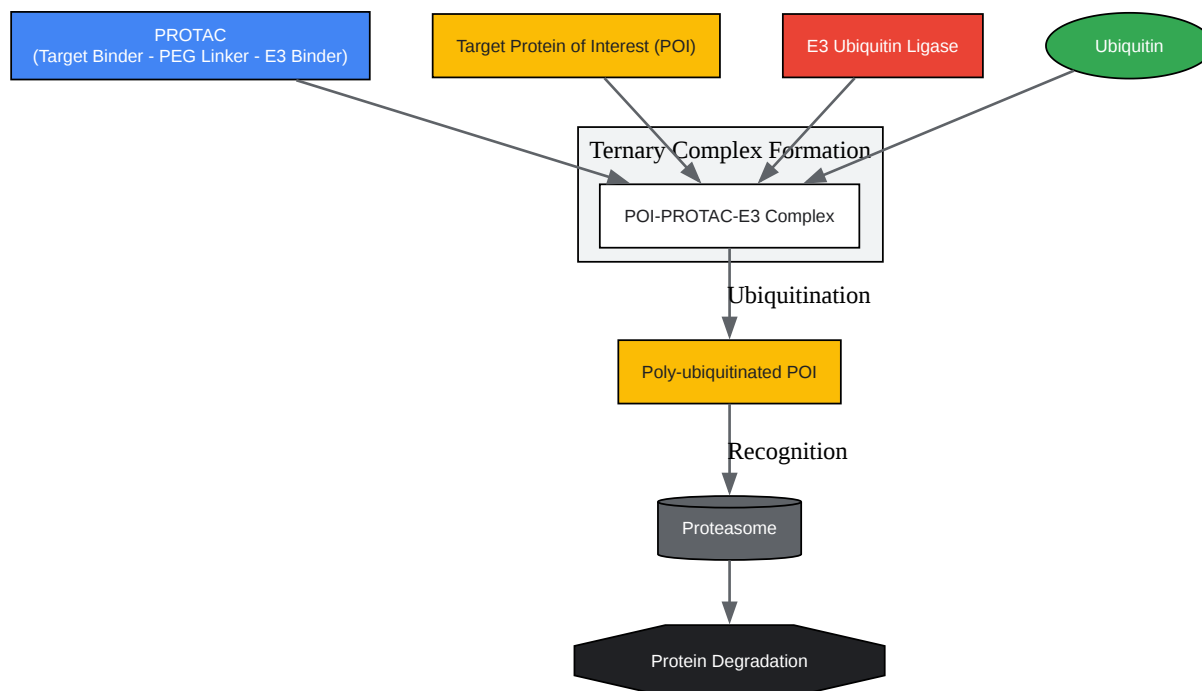 PROTAC
(Target Binder - PEG Linker - E3 Binder)
Target Protein of Interest (POI)
E3 Ubiquitin Ligase
Ubiquitin
Ternary Complex Formation
POI-PROTAC-E3 Complex
Ubiquitination
Poly-ubiquitinated POI
Recognition
Proteasome
Protein Degradation